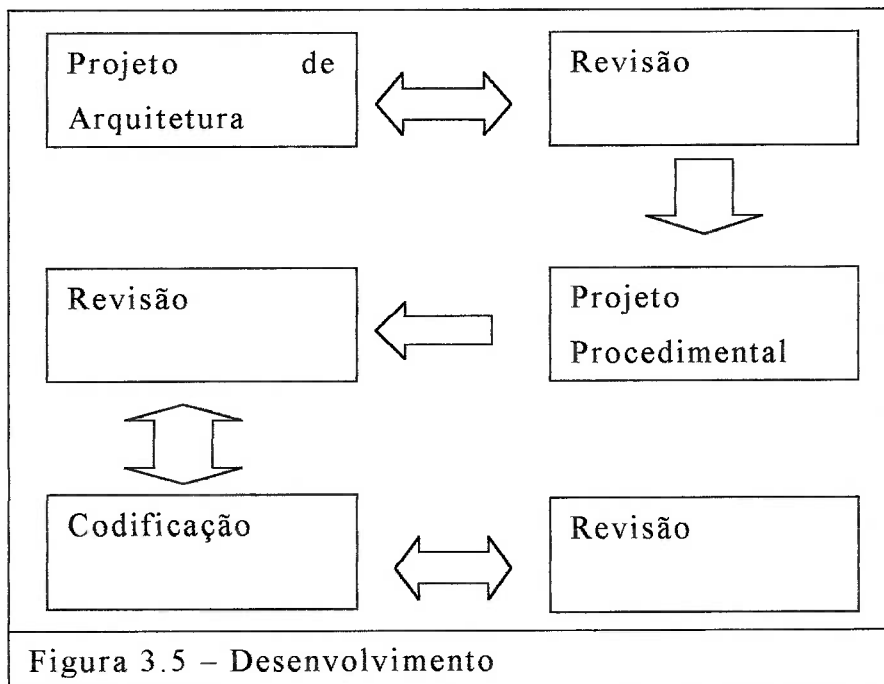 Projeto de
Arquitetura
Revisão
Revisão
Projeto
Procedimental
Codificação
Revisão
Figura 3.5 – Desenvolvimento